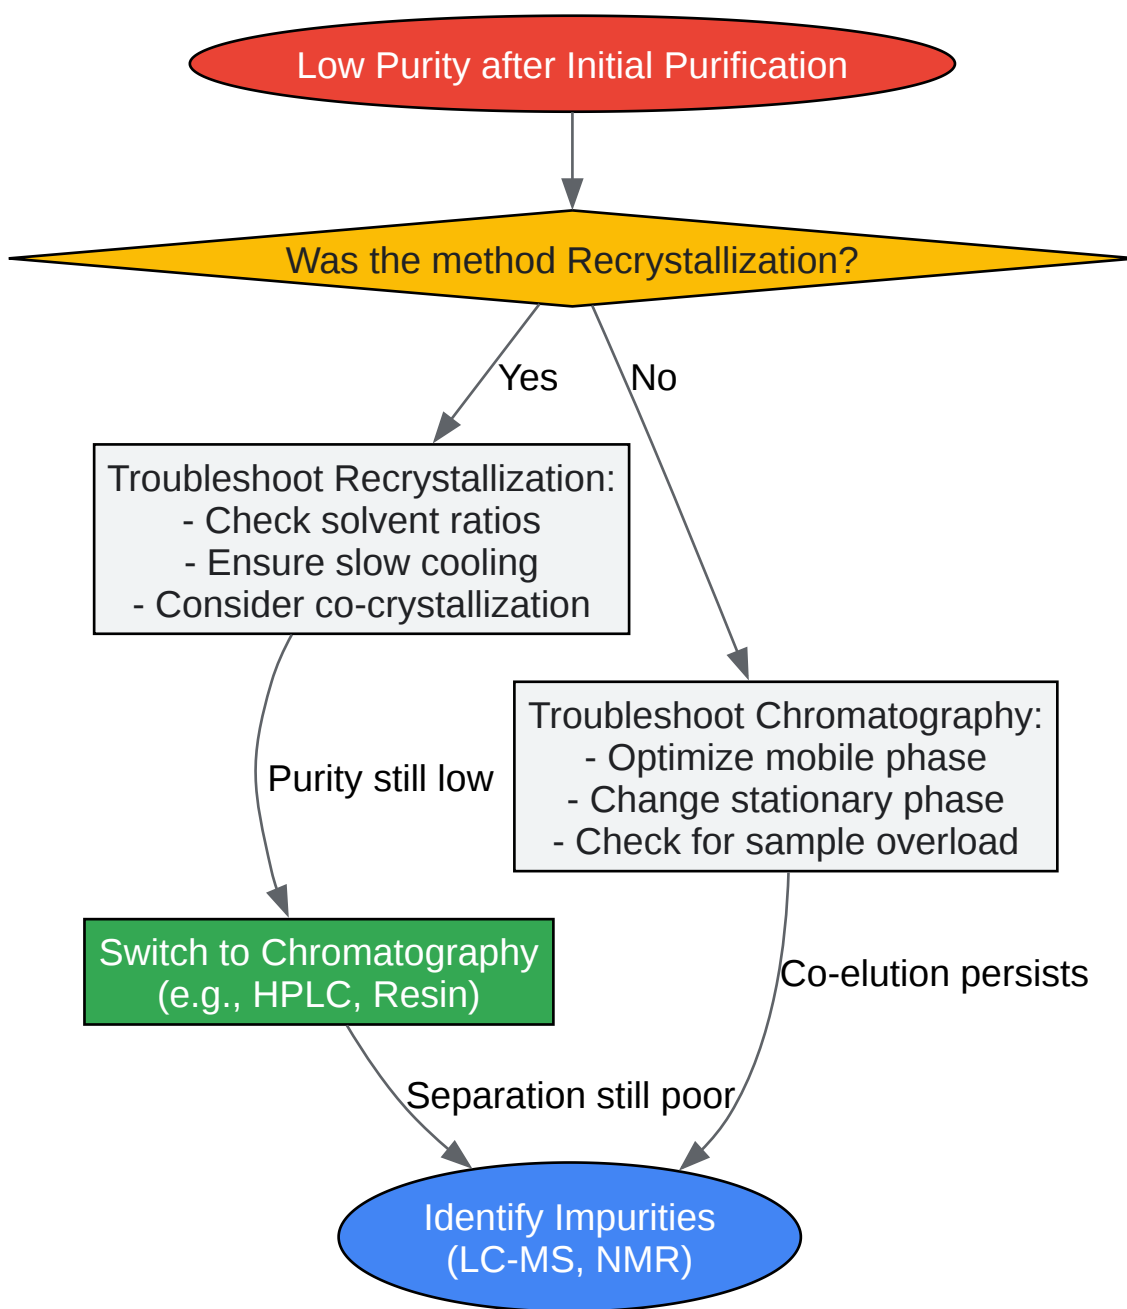 Low Purity after Initial Purification
Was the method Recrystallization?
Yes
No
Troubleshoot Recrystallization:
- Check solvent ratios
- Ensure slow cooling
- Consider co-crystallization
Troubleshoot Chromatography:
- Optimize mobile phase
- Change stationary phase
- Check for sample overload
Purity still low
Switch to Chromatography
(e.g., HPLC, Resin)
Co-elution persists
Separation still poor
Identify Impurities
(LC-MS, NMR)